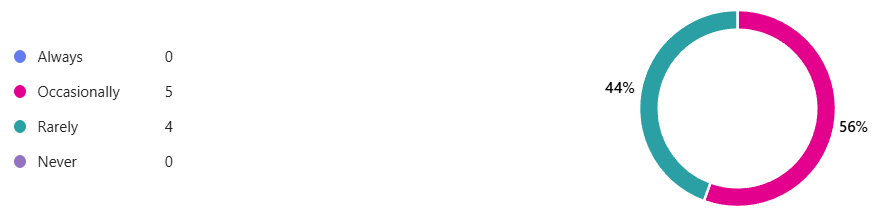 Always 0
Occasionally 5
Rarely 4
Never 0
44%
56%